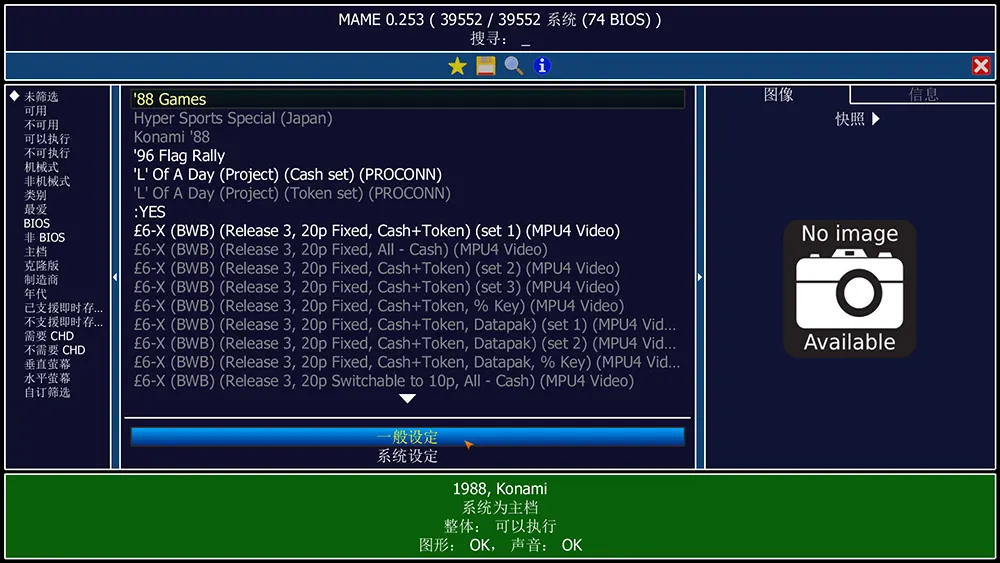 MAME 0.253 ( 39552 / 39552 系统 (74 BIOS) )
搜寻： _
未筛选
可用
不可用
可以执行
不可执行
机械式
非机械式
类别
最爱
BIOS
非 BIOS
主档
克隆版
制造商
年代
已支援即时存...
不支援即时存...
需要 CHD
不需要 CHD
垂直萤幕
水平萤幕
自订筛选
'88 Games
Hyper Sports Special (Japan)
Konami '88
'96 Flag Rally
'L' Of A Day (Project) (Cash set) (PROCONN)
'L' Of A Day (Project) (Token set) (PROCONN)
:YES
£6-X (BWB) (Release 3, 20p Fixed, Cash+Token) (set 1) (MPU4 Video)
£6-X (BWB) (Release 3, 20p Fixed, All - Cash) (MPU4 Video)
£6-X (BWB) (Release 3, 20p Fixed, Cash+Token) (set 2) (MPU4 Video)
£6-X (BWB) (Release 3, 20p Fixed, Cash+Token) (set 3) (MPU4 Video)
£6-X (BWB) (Release 3, 20p Fixed, Cash+Token, % Key) (MPU4 Video)
£6-X (BWB) (Release 3, 20p Fixed, Cash+Token, Datapak) (set 1) (MPU4 Vid...
£6-X (BWB) (Release 3, 20p Fixed, Cash+Token, Datapak) (set 2) (MPU4 Vid...
£6-X (BWB) (Release 3, 20p Fixed, Cash+Token, Datapak, % Key) (MPU4 Vid...
£6-X (BWB) (Release 3, 20p Switchable to 10p, All - Cash) (MPU4 Video)
一般设定
系统设定
图像
信息
快照
No image
Available
1988, Konami
系统为主档
整体： 可以执行
图形： OK， 声音： OK